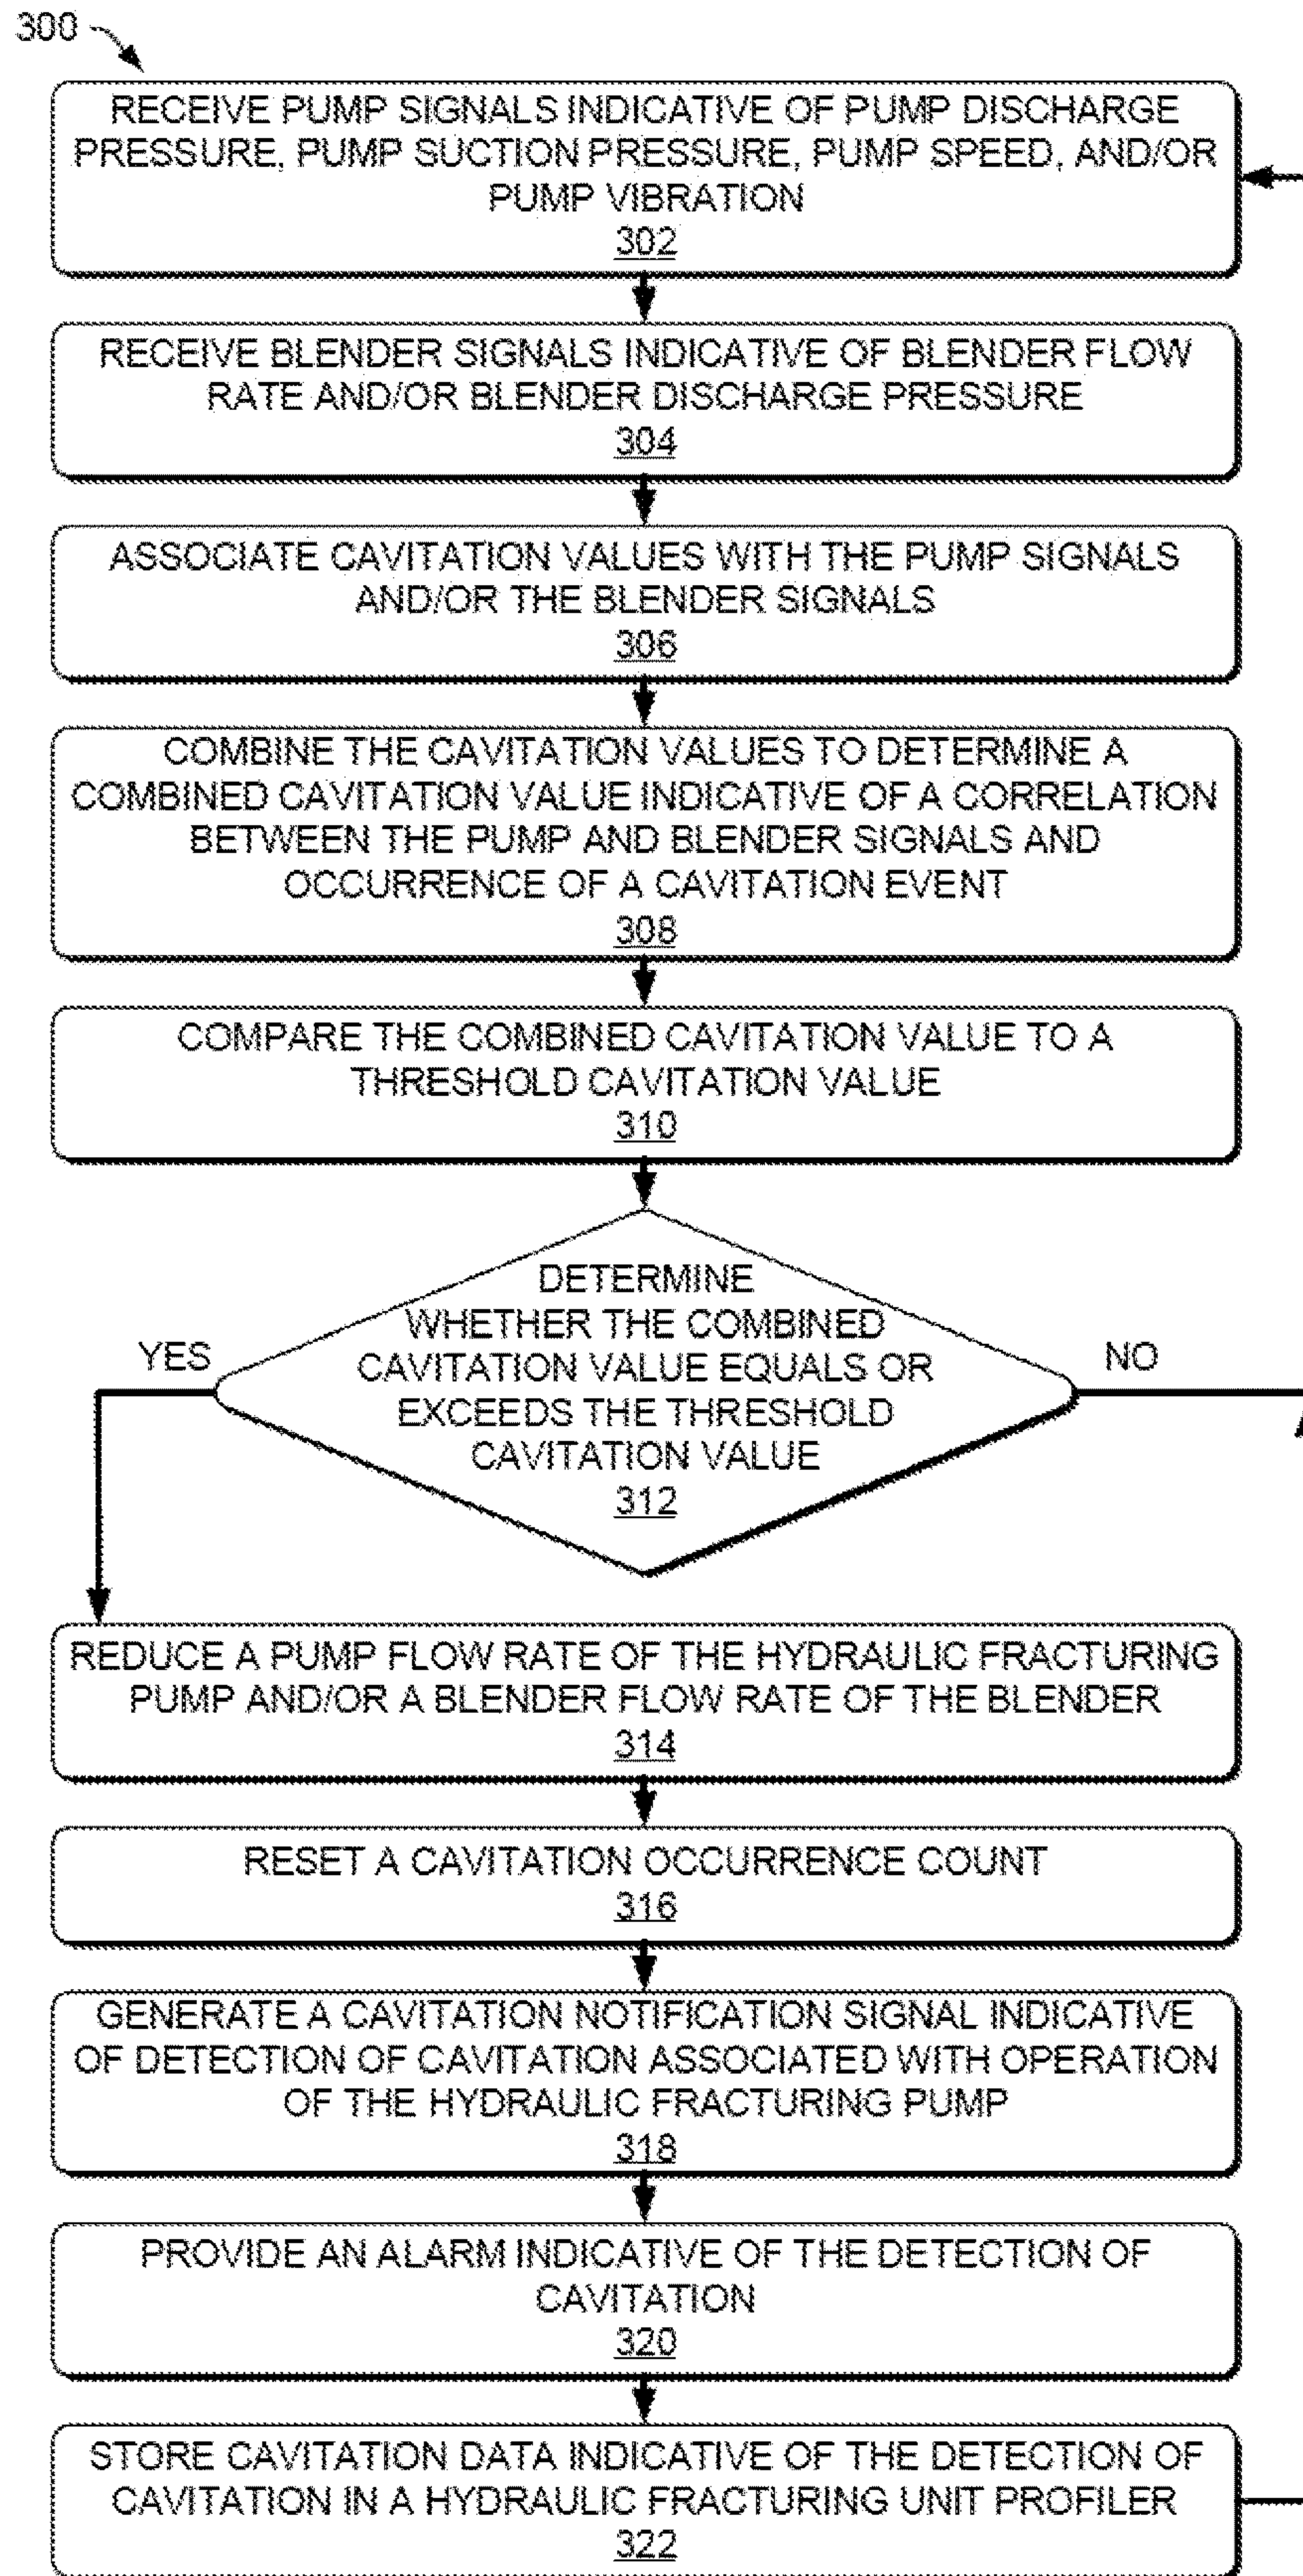 300
RECEIVE PUMP SIGNALS INDICATIVE OF PUMP DISCHARGE
PRESSURE, PUMP SUCTION PRESSURE, PUMP SPEED, AND/OR
PUMP VIBRATION
302
RECEIVE BLENDER SIGNALS INDICATIVE OF BLENDER FLOW
RATE AND/OR BLENDER DISCHARGE PRESSURE
304
ASSOCIATE CAVITATION VALUES WITH THE PUMP SIGNALS
AND/OR THE BLENDER SIGNALS
306
COMBINE THE CAVITATION VALUES TO DETERMINE A
COMBINED CAVITATION VALUE INDICATIVE OF A CORRELATION
BETWEEN THE PUMP AND BLENDER SIGNALS AND
OCCURRENCE OF A CAVITATION EVENT
308
COMPARE THE COMBINED CAVITATION VALUE TO A
THRESHOLD CAVITATION VALUE
310
DETERMINE
WHETHER THE COMBINED
CAVITATION VALUE EQUALS OR
EXCEEDS THE THRESHOLD
CAVITATION VALUE
312
YES
NO
REDUCE A PUMP FLOW RATE OF THE HYDRAULIC FRACTURING
PUMP AND/OR A BLENDER FLOW RATE OF THE BLENDER
314
RESET A CAVITATION OCCURRENCE COUNT
316
GENERATE A CAVITATION NOTIFICATION SIGNAL INDICATIVE
OF DETECTION OF CAVITATION ASSOCIATED WITH OPERATION
OF THE HYDRAULIC FRACTURING PUMP
318
PROVIDE AN ALARM INDICATIVE OF THE DETECTION OF
CAVITATION
320
STORE CAVITATION DATA INDICATIVE OF THE DETECTION OF
CAVITATION IN A HYDRAULIC FRACTURING UNIT PROFILER
322